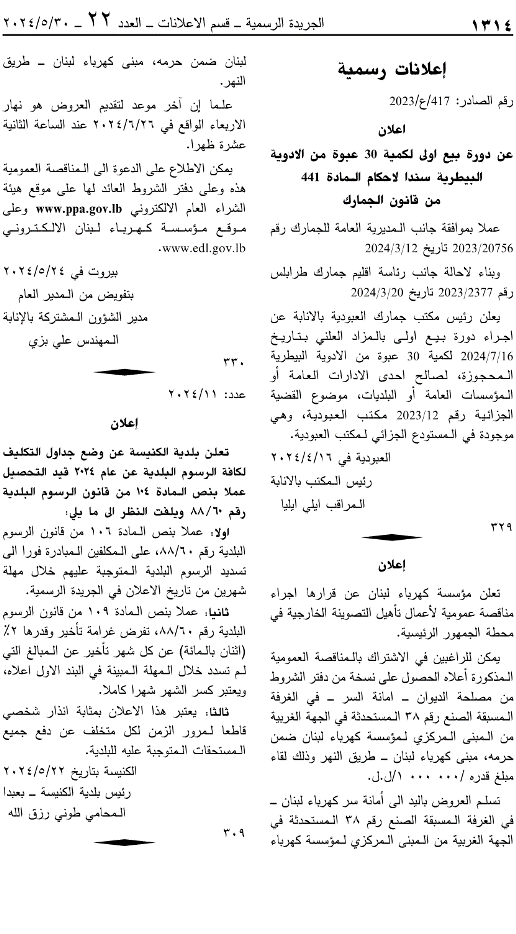 ١٣١٤
الجريدة الرسمية ــ قسم الاعلانات ــ العدد ٢٢ ــ ٢٠٢٤/٥/٣٠
إعلانات رسمية
رقم الصادر: 417/ع/2023
اعلان
عن دورة بيع اولى لكمية 30 عبوة من الادوية
البيطرية سندا لاحكام المادة 441
من قانون الجمارك
عملا بموافقة جانب المديرية العامة للجمارك رقم
2023/20756 تاريخ 2024/3/12
وبناء لاحالة جانب رئاسة اقليم جمارك طرابلس
رقم 2023/2377 تاريخ 2024/3/20
يعلن رئيس مكتب جمارك العبودية بالانابة عن
اجراء دورة بيع اولى بالمزاد العلني بتاريخ
2024/7/16 لكمية 30 عبوة من الادوية البيطرية
المحجوزة، لصالح احدى الادارات العامة أو
المؤسسات العامة أو البلديات، موضوع القضية
الجزائية رقم 2023/12 مكتب العبودية، وهي
موجودة في المستودع الجزائي لمكتب العبودية.
العبودية في ٢٠٢٤/٤/١٦
رئيس المكتب بالانابة
المراقب ايلي ايليا
٣٢٩
إعلان
تعلن مؤسسة كهرباء لبنان عن قرارها اجراء
مناقصة عمومية لأعمال تأهيل التصوينة الخارجية في
محطة الجمهور الرئيسية.
يمكن للراغبين في الاشتراك بالمناقصة العمومية
المذكورة أعلاه الحصول على نسخة من دفتر الشروط
من مصلحة الديوان ــ امانة السر ــ في الغرفة
المسبقة الصنع رقم ٣٨ المستحدثة في الجهة الغربية
من المبنى المركزي لمؤسسة كهرباء لبنان ضمن
حرمه، مبنى كهرباء لبنان ــ طريق النهر وذلك لقاء
مبلغ قدره /٠٠٠ ٠٠٠ ١/ل.ل.
تسلم العروض باليد الى أمانة سر كهرباء لبنان ــ
في الغرفة المسبقة الصنع رقم ٣٨ المستحدثة في
الجهة الغربية من المبنى المركزي لمؤسسة كهرباء
لبنان ضمن حرمه، مبنى كهرباء لبنان ــ طريق
النهر.
علما إن آخر موعد لتقديم العروض هو نهار
الاربعاء الواقع في ٢٠٢٤/٦/٢٦ عند الساعة الثانية
عشرة ظهرا.
يمكن الاطلاع على الدعوة الى المناقصة العمومية
هذه وعلى دفتر الشروط العائد لها على موقع هيئة
الشراء العام الالكتروني www.ppa.gov.lb وعلى
موقع مؤسسة كهرباء لبنان الالكتروني
www.edl.gov.lb.
بيروت في ٢٠٢٤/٥/٢٤
بتفويض من المدير العام
مدير الشؤون المشتركة بالإنابة
المهندس علي بزي
٣٣٠
عدد: ٢٠٢٤/١١
إعلان
تعلن بلدية الكنيسة عن وضع جداول التكليف
لكافة الرسوم البلدية عن عام ٢٠٢٤ قيد التحصيل
عملا بنص المادة ١٠٤ من قانون الرسوم البلدية
رقم ٨٨/٦٠ ويلفت النظر الى ما يلي:
اولا: عملا بنص المادة ١٠٦ من قانون الرسوم
البلدية رقم ٨٨/٦٠، على المكلفين المبادرة فورا الى
تسديد الرسوم البلدية المتوجبة عليهم خلال مهلة
شهرين من تاريخ الاعلان في الجريدة الرسمية.
ثانيا: عملا بنص المادة ١٠٩ من قانون الرسوم
البلدية رقم ٨٨/٦٠، تفرض غرامة تأخير وقدرها ٢٪
(اثنان بالمائة) عن كل شهر تأخير عن المبالغ التي
لم تسدد خلال المهلة المبينة في البند الاول اعلاه،
ويعتبر كسر الشهر شهرا كاملا.
ثالثا: يعتبر هذا الاعلان بمثابة انذار شخصي
قاطعا لمرور الزمن لكل متخلف عن دفع جميع
المستحقات المتوجبة عليه للبلدية.
الكنيسة بتاريخ ٢٠٢٤/٥/٢٢
رئيس بلدية الكنيسة ــ بعبدا
المحامي طوني رزق الله
٣٠٩